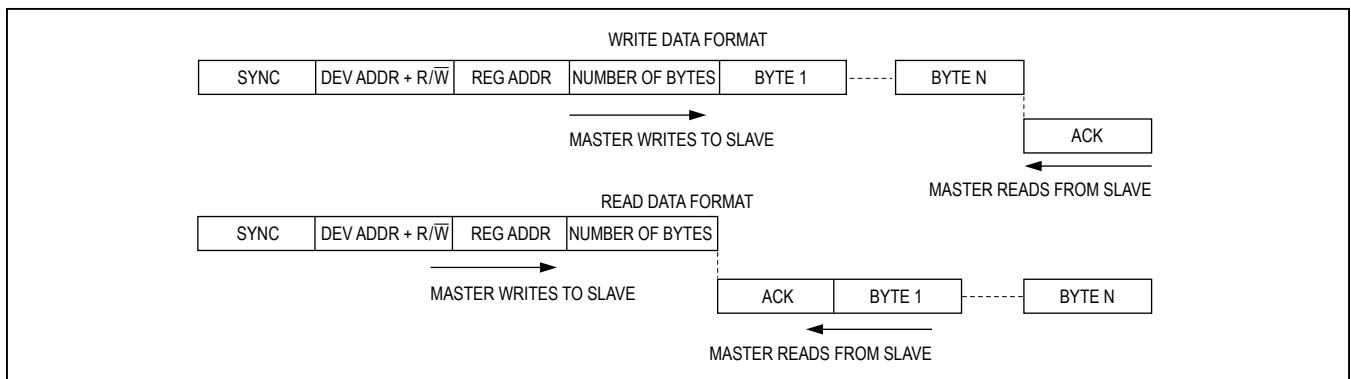 WRITE DATA FORMAT
SYNC DEV ADDR + R/W̅ REG ADDR NUMBER OF BYTES BYTE 1 BYTE N
MASTER WRITES TO SLAVE
ACK
MASTER READS FROM SLAVE
READ DATA FORMAT
SYNC DEV ADDR + R/W̅ REG ADDR NUMBER OF BYTES
MASTER WRITES TO SLAVE
ACK BYTE 1 BYTE N
MASTER READS FROM SLAVE